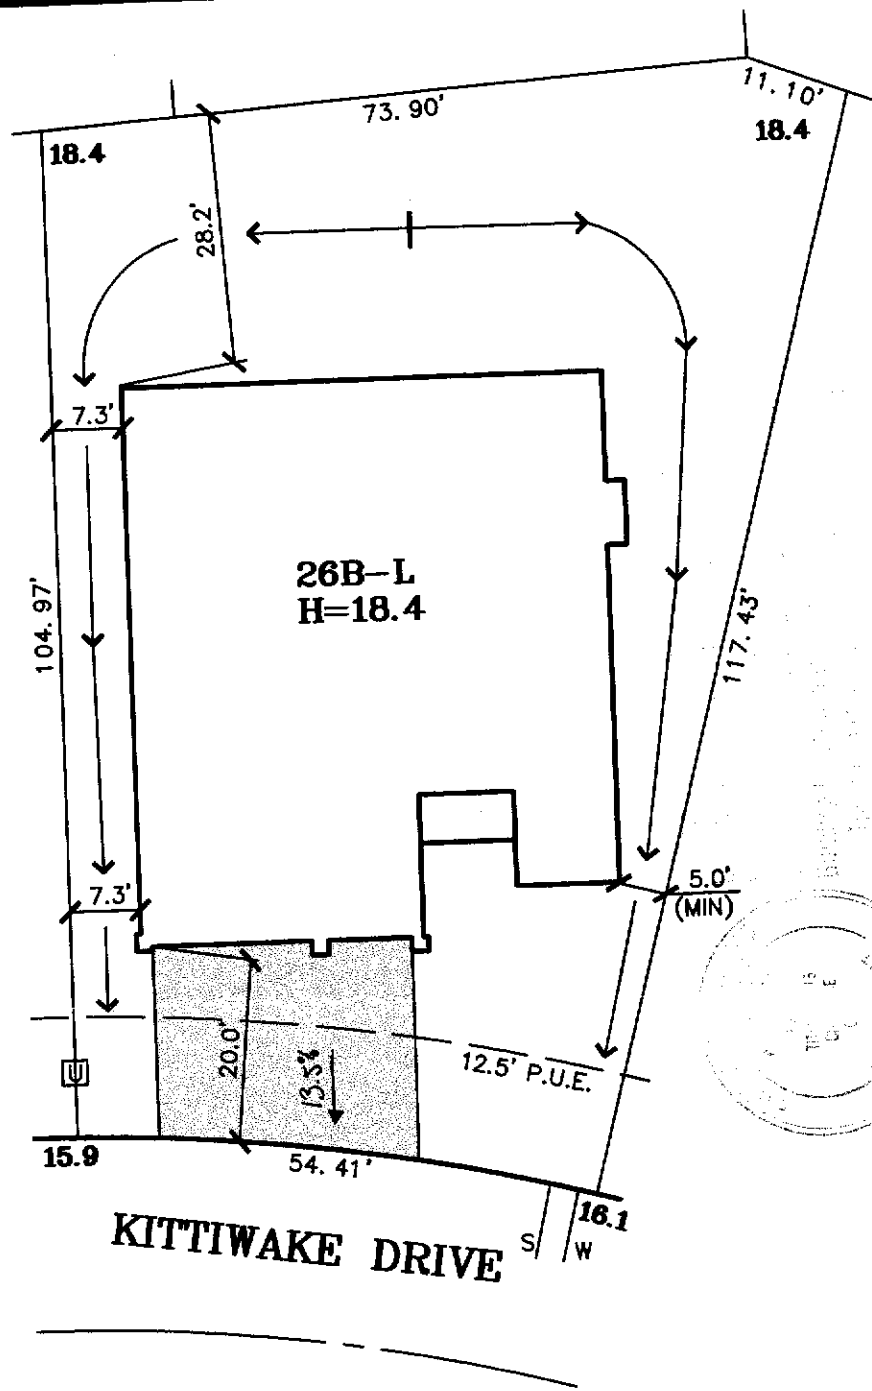 11.10'
73.90'
18.4
18.4
28.2'
7.3'
26B-L
H=18.4
104.97'
117.43'
5.0'
(MIN)
7.3'
20.0'
13.5%
12.5' P.U.E.
U
15.9
54.41'
16.1
KITTIWAKE DRIVE
S
W